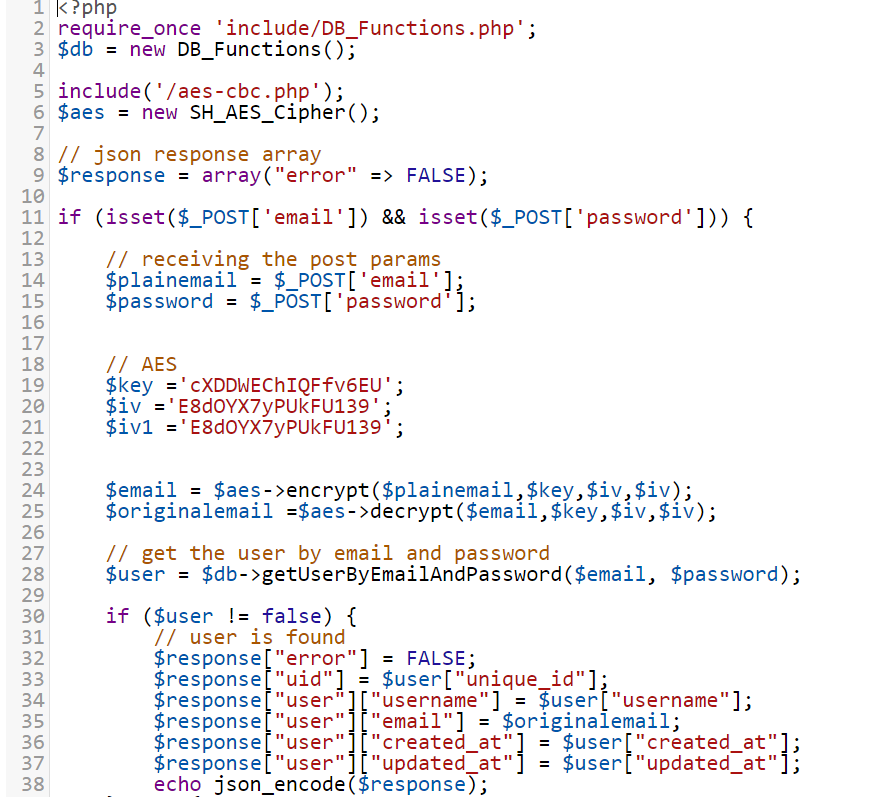 1 <?php
2 require_once 'include/DB_Functions.php';
3 $db = new DB_Functions();
4
5 include('/aes-cbc.php');
6 $aes = new SH_AES_Cipher();
7
8 // json response array
9 $response = array("error" => FALSE);
10
11 if (isset($_POST['email']) && isset($_POST['password'])) {
12
13     // receiving the post params
14     $plainemail = $_POST['email'];
15     $password = $_POST['password'];
16
17
18     // AES
19     $key ='cXDDWEChIQFfv6EU';
20     $iv ='E8dOYX7yPUkFU139';
21     $iv1 ='E8dOYX7yPUkFU139';
22
23
24     $email = $aes->encrypt($plainemail,$key,$iv,$iv);
25     $originalemail =$aes->decrypt($email,$key,$iv,$iv);
26
27     // get the user by email and password
28     $user = $db->getUserByEmailAndPassword($email, $password);
29
30     if ($user != false) {
31         // user is found
32         $response["error"] = FALSE;
33         $response["uid"] = $user["unique_id"];
34         $response["user"]["username"] = $user["username"];
35         $response["user"]["email"] = $originalemail;
36         $response["user"]["created_at"] = $user["created_at"];
37         $response["user"]["updated_at"] = $user["updated_at"];
38         echo json_encode($response);